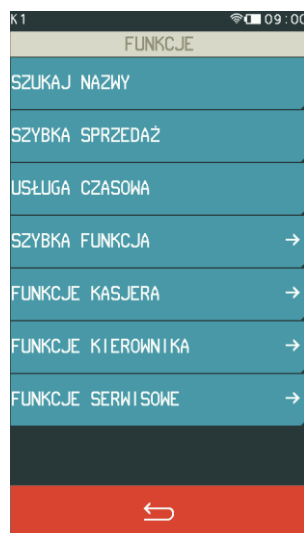 K1 09:00
FUNKCJE
SZUKAJ NAZWY
SZYBKA SPRZEDAŻ
USŁUGA CZASOWA
SZYBKA FUNKCJA
FUNKCJE KASJERA
FUNKCJE KIEROWNIKA
FUNKCJE SERWISOWE